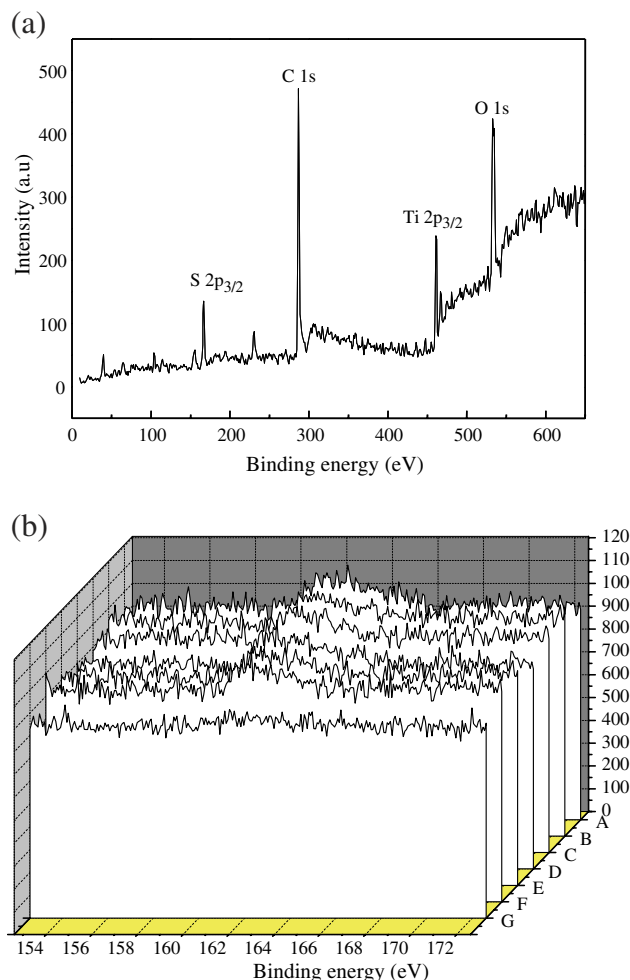 (a)
500
400
300
200
100
0
Intensity (a.u)
C 1s
O 1s
Ti 2p3/2
S 2p3/2
0 100 200 300 400 500 600
Binding energy (eV)
(b)
120
110
100
900
800
700
600
500
400
300
200
100
0
A
B
C
D
E
F
G
154 156 158 160 162 164 166 168 170 172
Binding energy (eV)